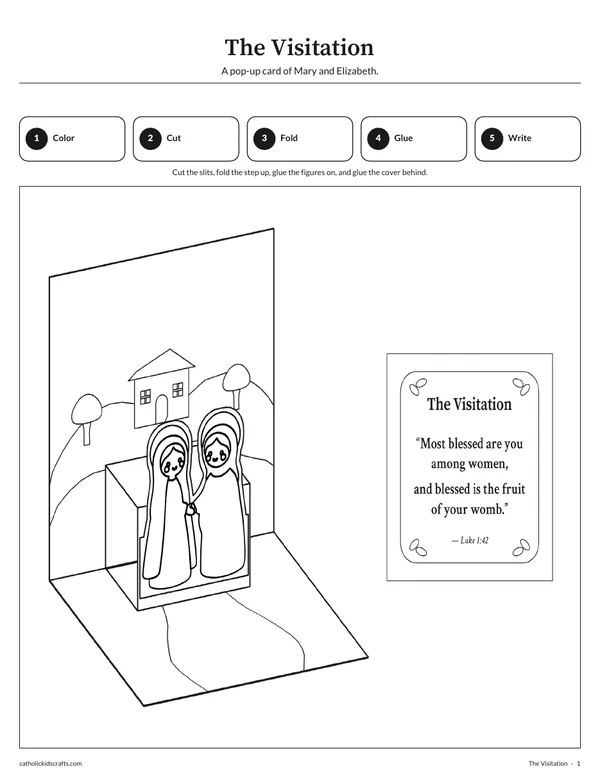 The Visitation
A pop-up card of Mary and Elizabeth.
1 Color
2 Cut
3 Fold
4 Glue
5 Write
Cut the slits, fold the step up, glue the figures on, and glue the cover behind.
The Visitation
“Most blessed are you
among women,
and blessed is the fruit
of your womb.”
— Luke 1:42
catholickidscrafts.com
The Visitation - 1